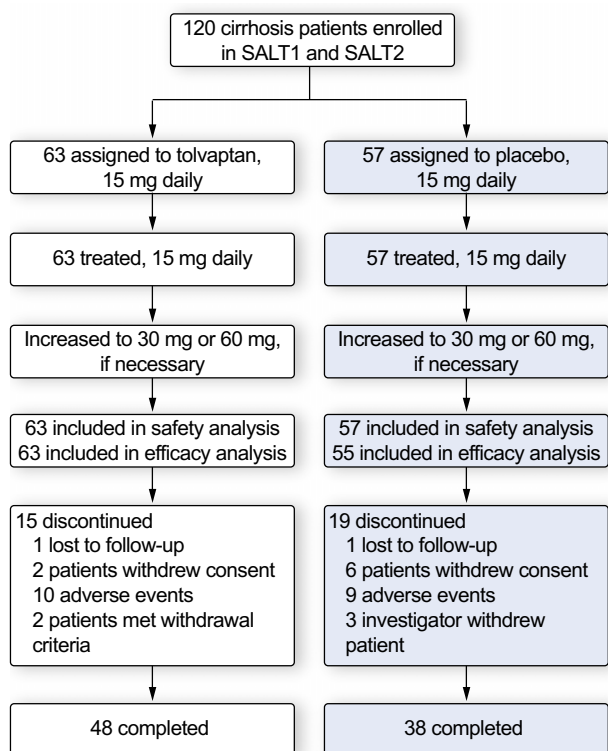 120 cirrhosis patients enrolled
in SALT1 and SALT2
63 assigned to tolvaptan,
15 mg daily
57 assigned to placebo,
15 mg daily
63 treated, 15 mg daily
57 treated, 15 mg daily
Increased to 30 mg or 60 mg,
if necessary
Increased to 30 mg or 60 mg,
if necessary
63 included in safety analysis
63 included in efficacy analysis
57 included in safety analysis
55 included in efficacy analysis
15 discontinued
1 lost to follow-up
2 patients withdrew consent
10 adverse events
2 patients met withdrawal
criteria
19 discontinued
1 lost to follow-up
6 patients withdrew consent
9 adverse events
3 investigator withdrew
patient
48 completed
38 completed